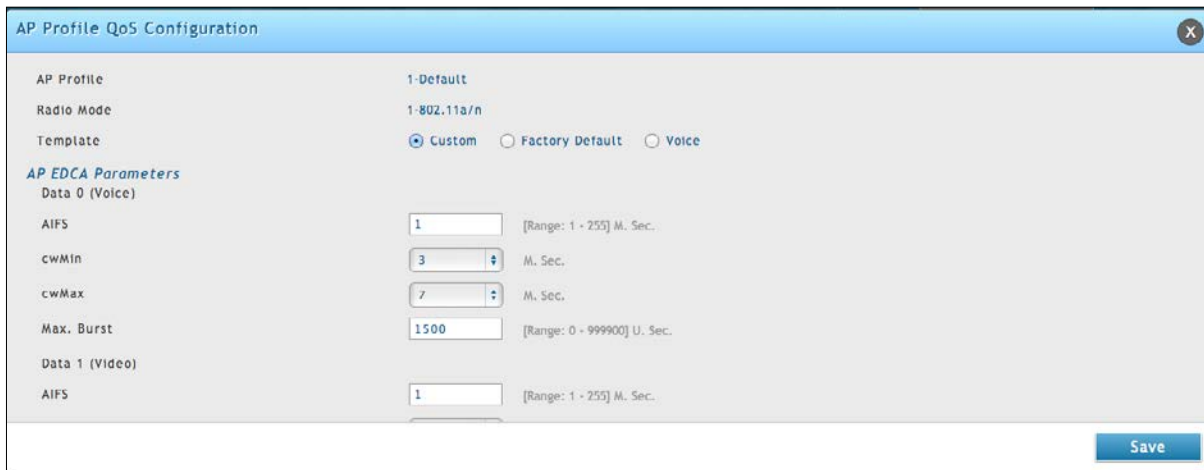 AP Profile QoS Configuration
X
AP Profile 1-Default
Radio Mode 1-802.11a/n
Template Custom Factory Default Voice
AP EDCA Parameters
Data 0 (Voice)
AIFS 1 [Range: 1 - 255] M. Sec.
cwMin 3 M. Sec.
cwMax 7 M. Sec.
Max. Burst 1500 [Range: 0 - 999900] U. Sec.
Data 1 (Video)
AIFS 1 [Range: 1 - 255] M. Sec.
Save